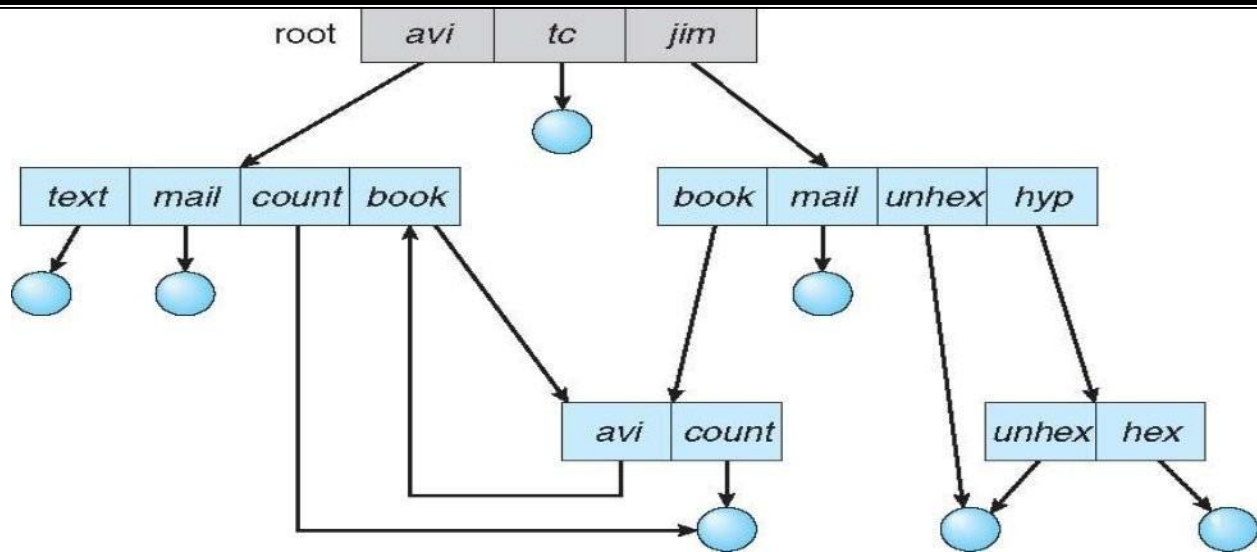 root avi tc jim
text mail count book book mail unhex hyp
avi count unhex hex